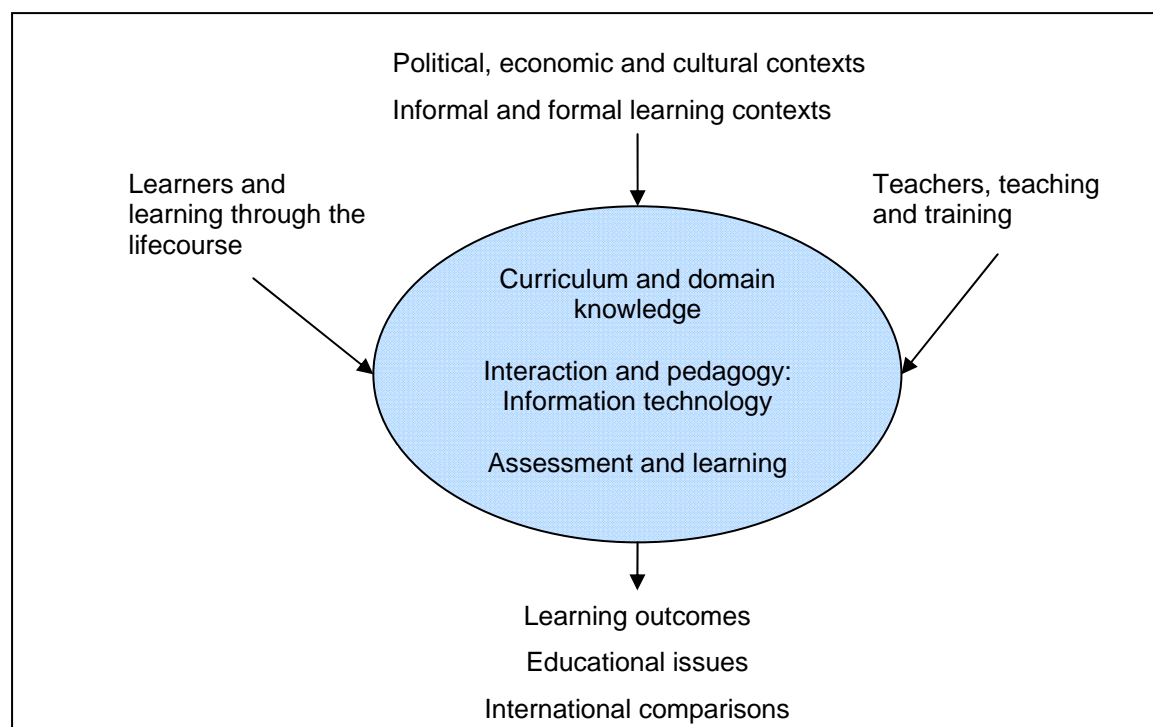 Political, economic and cultural contexts
Informal and formal learning contexts
Learners and
learning through the
lifecourse
Teachers, teaching
and training
Curriculum and domain
knowledge
Interaction and pedagogy:
Information technology
Assessment and learning
Learning outcomes
Educational issues
International comparisons